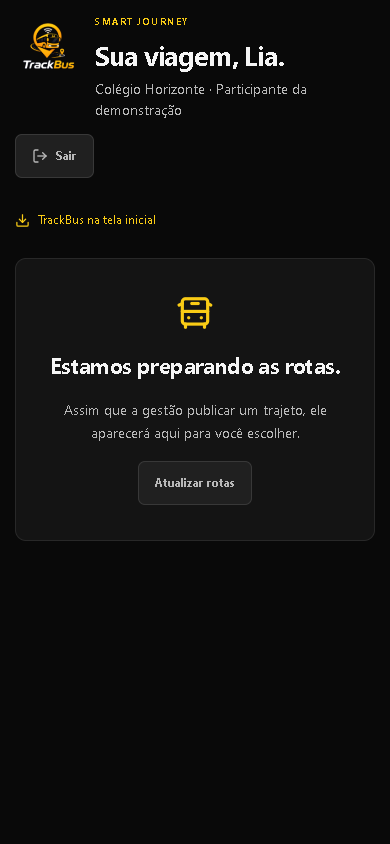 SMART JOURNEY
Sua viagem, Lia.
TrackBus
Colégio Horizonte · Participante da
demonstração
Sair
TrackBus na tela inicial
Estamos preparando as rotas.
Assim que a gestão publicar um trajeto, ele
aparecerá aqui para você escolher.
Atualizar rotas